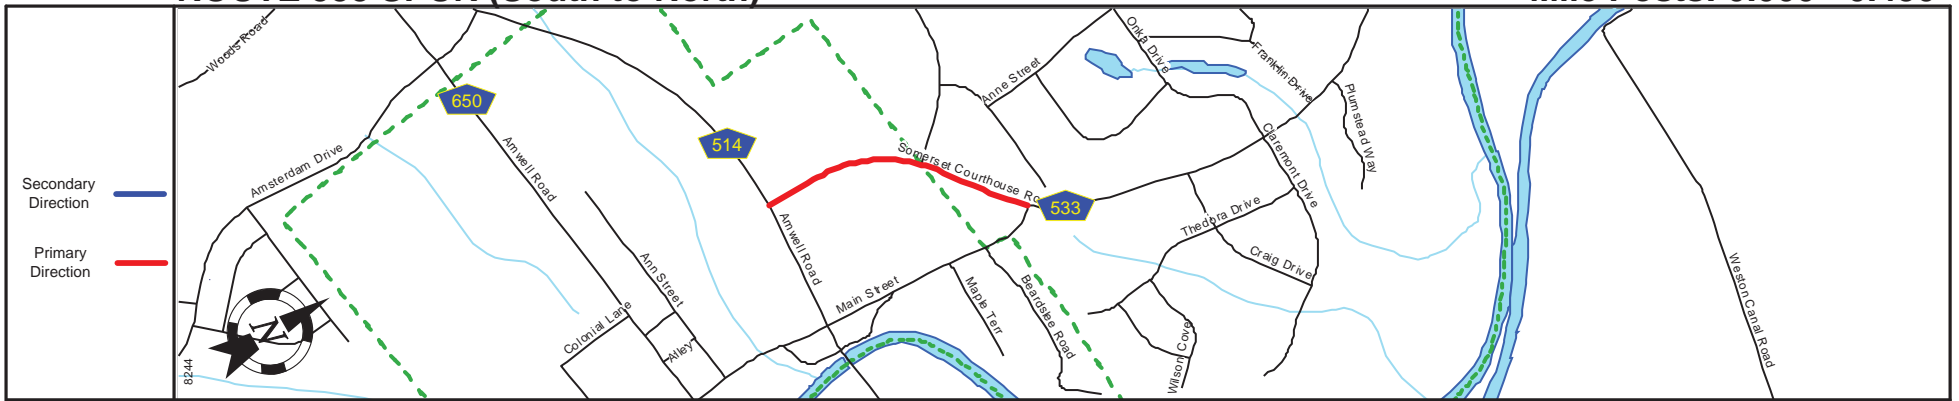 Woods Road
650
514
533
Amsterdam Drive
Amwell Road
Ann Street
Colonial Lane
Alley
Amwell Road
Main Street
Maple Terr
Beardslee Road
Somerset Courthouse
Anne Street
Onka Drive
Franklin Drive
Plumstead Way
Claremont Drive
Thedora Drive
Craig Drive
Wilson Cove
Weston Canal Road
Secondary
Direction
Primary
Direction
N
8244